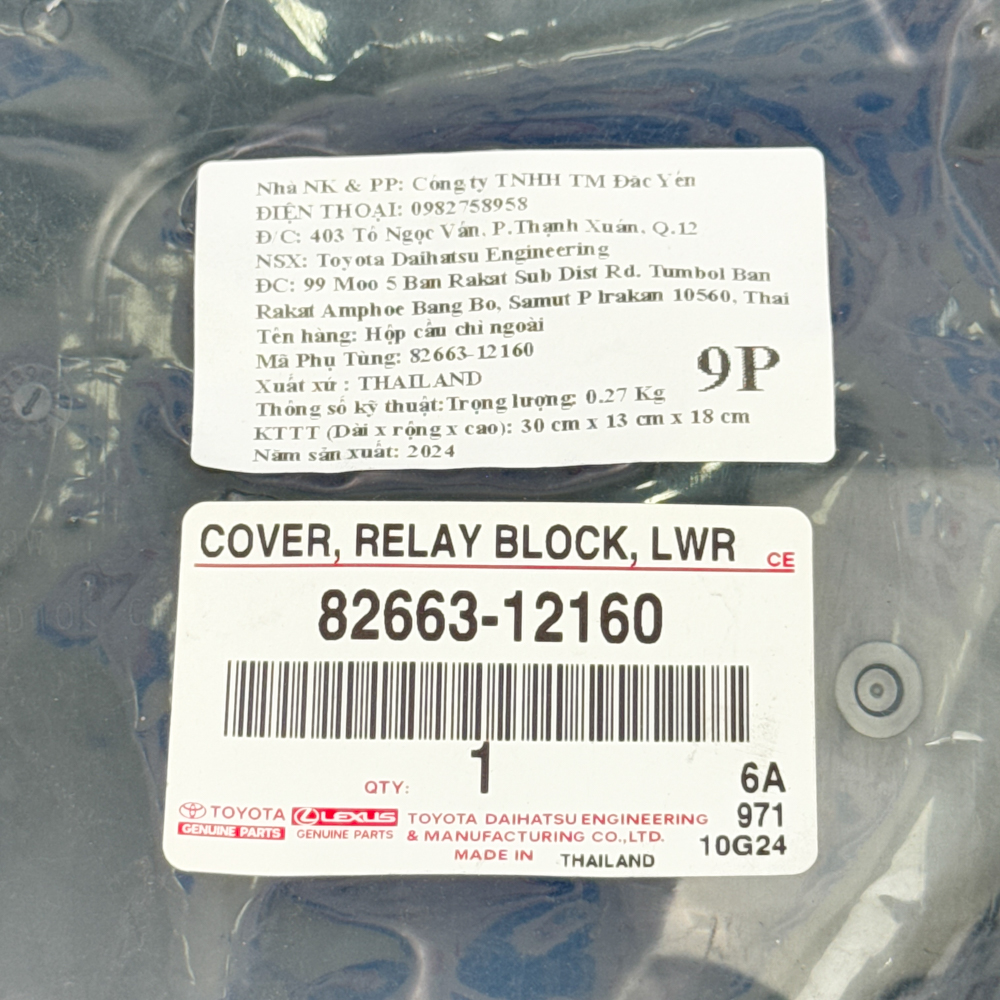 Nhà NK & PP: Công ty TNHH TM Đăc Yến
ĐIỆN THOẠI: 0982758958
Đ/C: 403 Tô Ngọc Vân, P.Thạnh Xuân, Q.12
NSX: Toyota Daihatsu Engineering
ĐC: 99 Moo 5 Ban Rakat Sub Dist Rd. Tumbol Ban
Rakat Amphoe Bang Bo, Samut P lrakan 10560, Thai
Tên hàng: Hộp cầu chì ngoài
Mã Phụ Tùng: 82663-12160
9P
Xuất xứ : THAILAND
Thông số kỹ thuật:Trọng lượng: 0.27 Kg
KTTT (Dài x rộng x cao): 30 cm x 13 cm x 18 cm
Năm sản xuất: 2024
COVER, RELAY BLOCK, LWR CE
82663-12160
QTY: 1
6A
TOYOTA LEXUS TOYOTA DAIHATSU ENGINEERING 971
GENUINE PARTS GENUINE PARTS & MANUFACTURING CO.,LTD. 10G24
MADE IN THAILAND